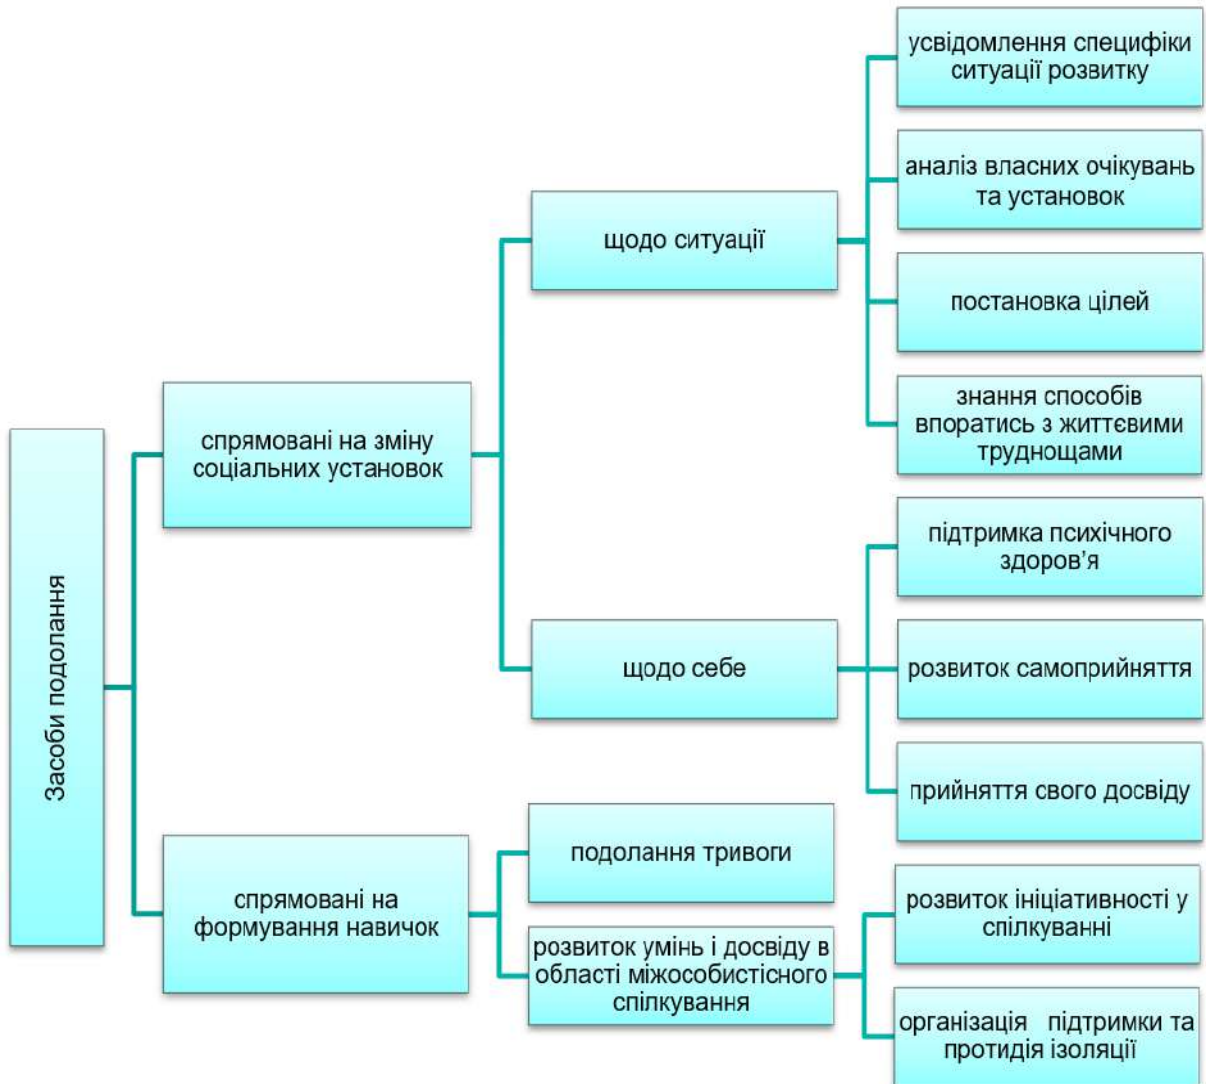 Засоби подолання
спрямовані на зміну
соціальних установок
щодо ситуації
усвідомлення специфіки
ситуації розвитку
аналіз власних очікувань
та установок
постановка цілей
знання способів
впоратись з життєвими
труднощами
щодо себе
підтримка психічного
здоров’я
розвиток самоприйняття
прийняття свого досвіду
спрямовані на
формування навичок
подолання тривоги
розвиток умінь і досвіду в
області міжособистісного
спілкування
розвиток ініціативності у
спілкуванні
організація підтримки та
протидія ізоляції